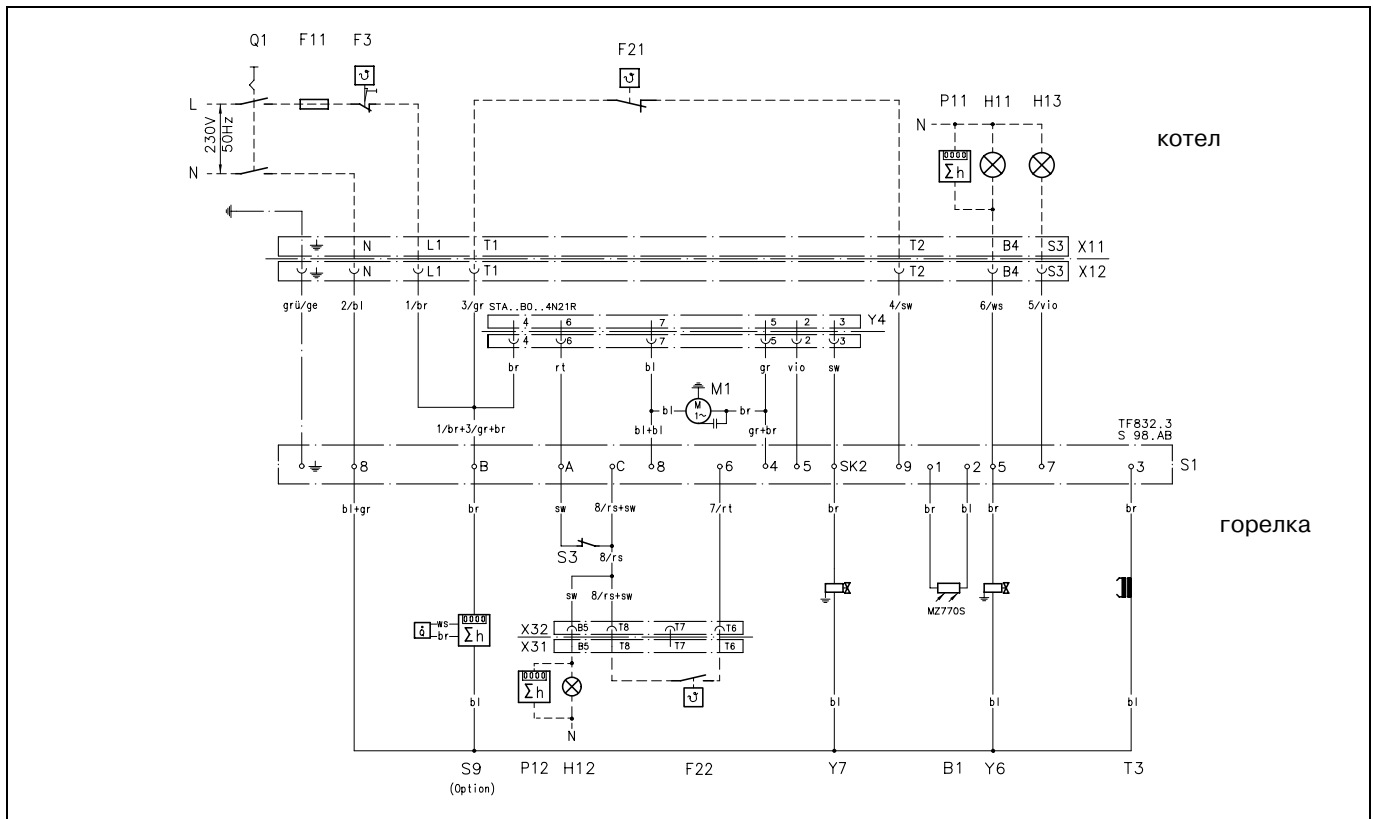 Q1 F11 F3 F21
P11 H11 H13
L
N
котел
230V
50Hz
N
0000
Σh
N L1 T1 T2 B4 S3 X11
N L1 T1 T2 B4 S3 X12
grü/ge 2/bl 1/br 3/gr STA..B0..4N21R 4/sw 6/ws 5/vio
4 6 7 5 2 3 Y4
4 6 7 5 2 3
br rt bl gr vio sw
M1
bl M 1~ br
1/br+3/gr+br bl+bl gr+br
TF832.3
S 98.AB
8 B A C 8 6 4 5 SK2 9 1 2 5 7 3 S1
bl+gr br sw 8/rs+sw 7/rt br br bl br br
горелка
S3 8/rs
MZ770S
sw 8/rs+sw
ws
br
0000
Σh
X32 B5 T8 T7 T6
X31 B5 T8 T7 T6
0000
Σh
bl bl bl bl
N
S9 P12 H12 F22 Y7 B1 Y6 T3
(Option)